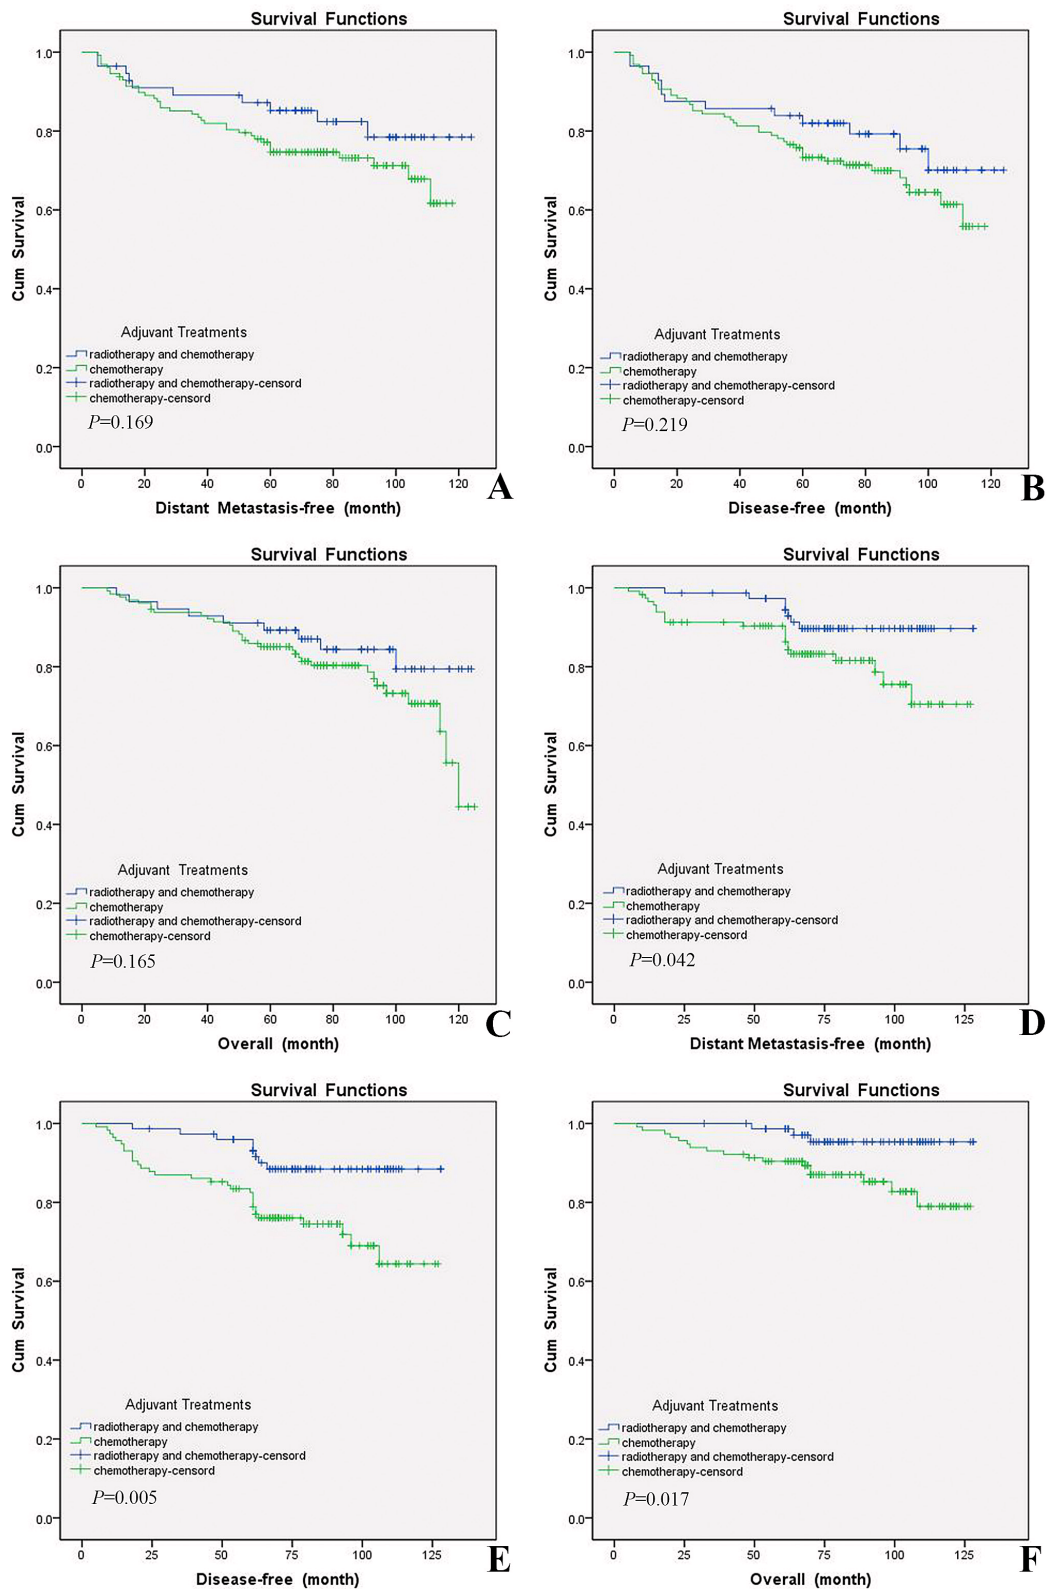 Survival Functions
1.0
0.8
0.6
0.4
0.2
0.0
Cum Survival
Adjuvant Treatments
radiotherapy and chemotherapy
chemotherapy
radiotherapy and chemotherapy-censord
chemotherapy-censord
P=0.169
0 20 40 60 80 100 120
Distant Metastasis-free (month)
A
Survival Functions
1.0
0.8
0.6
0.4
0.2
0.0
Cum Survival
Adjuvant Treatments
radiotherapy and chemotherapy
chemotherapy
radiotherapy and chemotherapy-censord
chemotherapy-censord
P=0.219
0 20 40 60 80 100 120
Disease-free (month)
B
Survival Functions
1.0
0.8
0.6
0.4
0.2
0.0
Cum Survival
Adjuvant Treatments
radiotherapy and chemotherapy
chemotherapy
radiotherapy and chemotherapy-censord
chemotherapy-censord
P=0.165
0 20 40 60 80 100 120
Overall (month)
C
Survival Functions
1.0
0.8
0.6
0.4
0.2
0.0
Cum Survival
Adjuvant Treatments
radiotherapy and chemotherapy
chemotherapy
radiotherapy and chemotherapy-censord
chemotherapy-censord
P=0.042
0 25 50 75 100 125
Distant Metastasis-free (month)
D
Survival Functions
1.0
0.8
0.6
0.4
0.2
0.0
Cum Survival
Adjuvant Treatments
radiotherapy and chemotherapy
chemotherapy
radiotherapy and chemotherapy-censord
chemotherapy-censord
P=0.005
0 25 50 75 100 125
Disease-free (month)
E
Survival Functions
1.0
0.8
0.6
0.4
0.2
0.0
Cum Survival
Adjuvant Treatments
radiotherapy and chemotherapy
chemotherapy
radiotherapy and chemotherapy-censord
chemotherapy-censord
P=0.017
0 25 50 75 100 125
Overall (month)
F